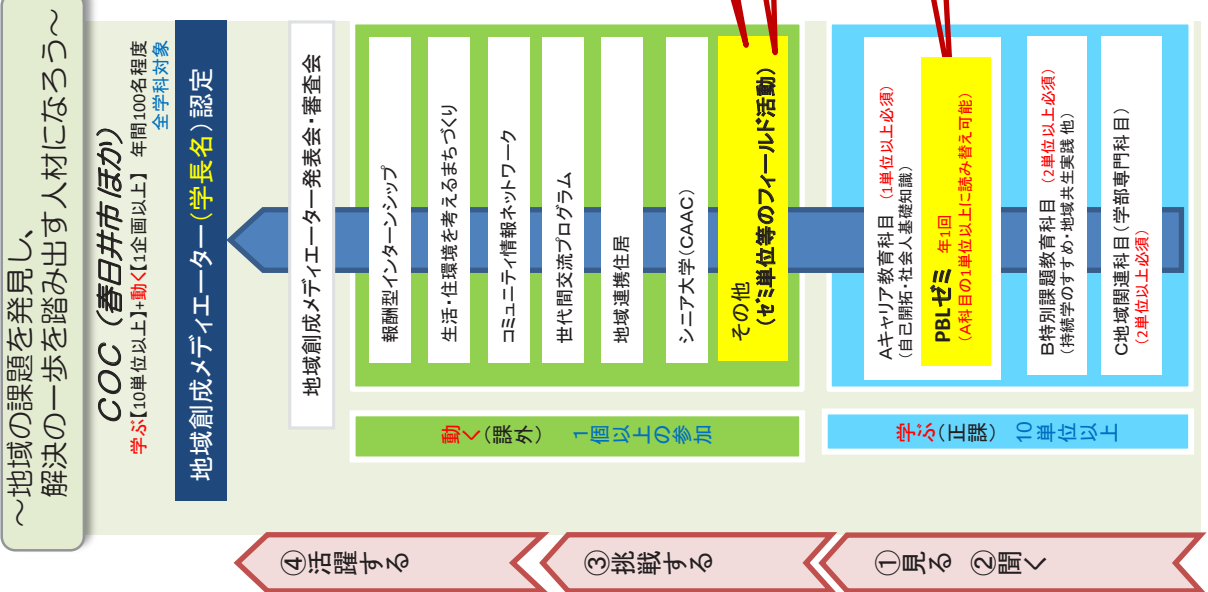 ～地域の課題を発見し、
解決の一歩を踏み出す人材になろう～
COC（春日井市ほか）
学ぶ【10単位以上】+動く【1企画以上】 年間100名程度
全学科対象
地域創成メディエーター(学長名)認定
地域創成メディエーター発表会・審査会
報酬型インターンシップ
生活・住環境を考えるまちづくり
コミュニティ情報ネットワーク
世代間交流プログラム
地域連携住居
シニア大学(CAAC)
その他
(ゼミ単位等のフィールド活動)
動く(課外) 1個以上の参加
Aキャリア教育科目 (1単位以上必須)
(自己開拓・社会人基礎知識)
PBLゼミ 年1回
(A科目の1単位以上に読み替え可能)
B特別課題教育科目 (2単位以上必須)
(持続学のすすめ・地域共生実践 他)
C地域関連科目(学部専門科目)
(2単位以上必須)
学ぶ(正課) 10単位以上
④活躍する
③挑戦する
①見る ②聞く